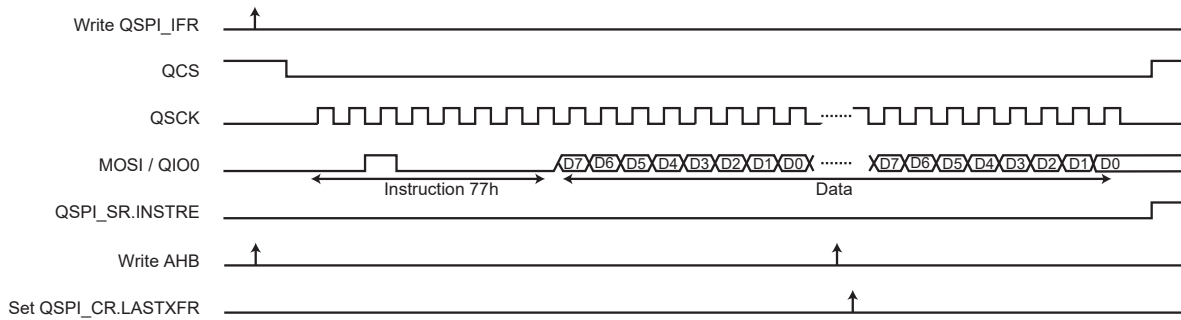 Write QSPI_IFR
QCS
QSCK
MOSI / QIO0
D7 D6 D5 D4 D3 D2 D1 D0 D7 D6 D5 D4 D3 D2 D1 D0
Instruction 77h Data
QSPI_SR.INSTRE
Write AHB
Set QSPI_CR.LASTXFR